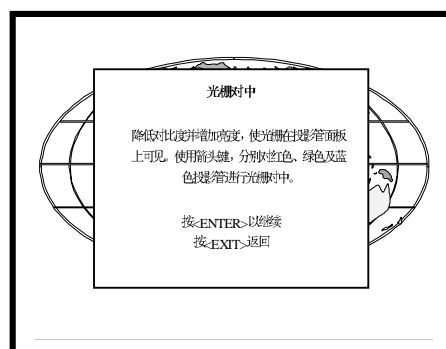 光栅对中
降低对比度并增加亮度，使光栅在投影管面板
上可见。使用箭头键，分别对红色、绿色及蓝
色投影管进行光栅对中。
按<ENTER>以继续
按<EXIT>返回